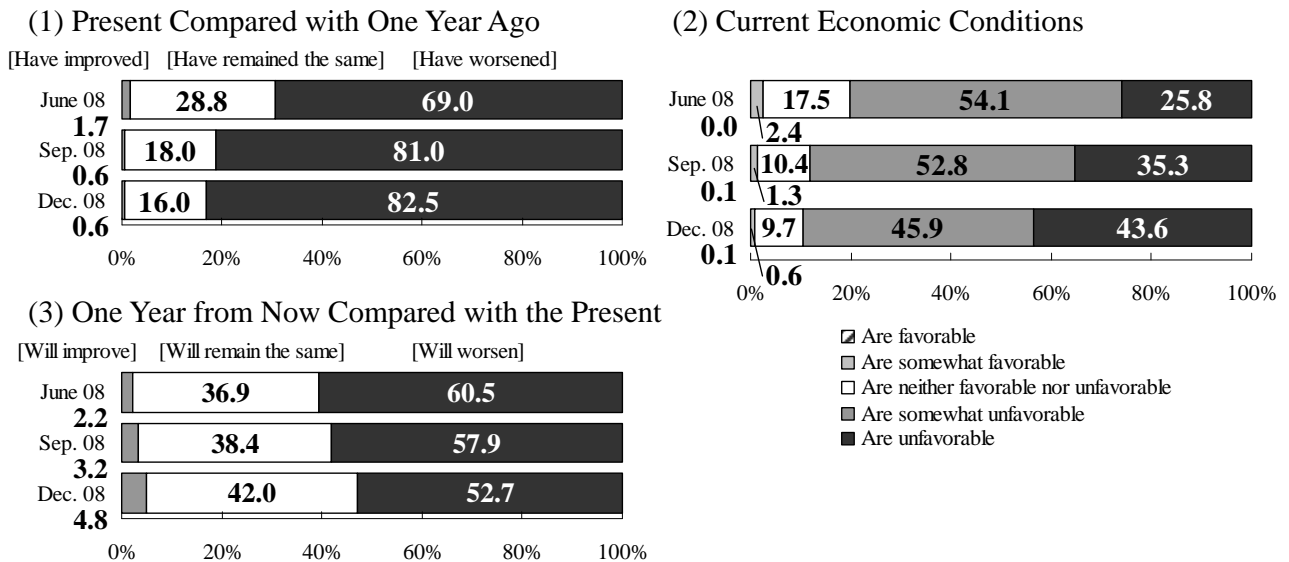 (1) Present Compared with One Year Ago
[Have improved] [Have remained the same] [Have worsened]
June 08 28.8 69.0
1.7
Sep. 08 18.0 81.0
0.6
Dec. 08 16.0 82.5
0.6
0% 20% 40% 60% 80% 100%
(2) Current Economic Conditions
June 08 17.5 54.1 25.8
0.0 2.4
Sep. 08 10.4 52.8 35.3
0.1 1.3
Dec. 08 9.7 45.9 43.6
0.1 0.6
0% 20% 40% 60% 80% 100%
Are favorable
Are somewhat favorable
Are neither favorable nor unfavorable
Are somewhat unfavorable
Are unfavorable
(3) One Year from Now Compared with the Present
[Will improve] [Will remain the same] [Will worsen]
June 08 36.9 60.5
2.2
Sep. 08 38.4 57.9
3.2
Dec. 08 42.0 52.7
4.8
0% 20% 40% 60% 80% 100%